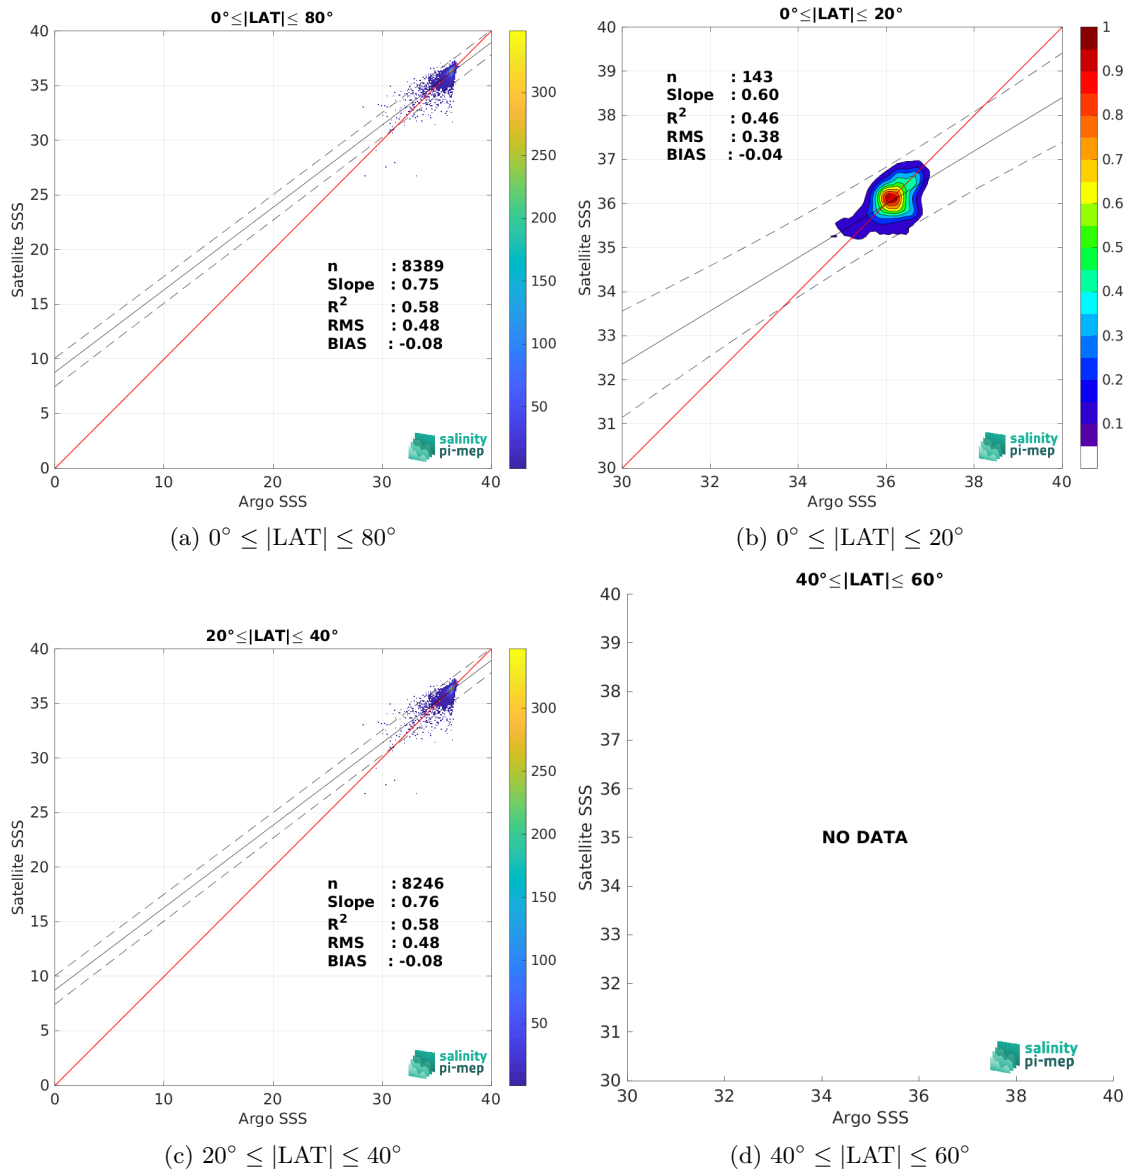 0°≤|LAT|≤ 80°
40
35
30
25
20
15
10
5
0
0
10
20
30
40
Satellite SSS
Argo SSS
n : 8389
Slope : 0.75
R² : 0.58
RMS : 0.48
BIAS : -0.08
300
250
200
150
100
50
salinity
pi-mep
(a) 0° ≤ |LAT| ≤ 80°
0°≤|LAT|≤ 20°
40
39
38
37
36
35
34
33
32
31
30
30
32
34
36
38
40
Satellite SSS
Argo SSS
n : 143
Slope : 0.60
R² : 0.46
RMS : 0.38
BIAS : -0.04
1
0.9
0.8
0.7
0.6
0.5
0.4
0.3
0.2
0.1
salinity
pi-mep
(b) 0° ≤ |LAT| ≤ 20°
20°≤|LAT|≤ 40°
40
35
30
25
20
15
10
5
0
0
10
20
30
40
Satellite SSS
Argo SSS
n : 8246
Slope : 0.76
R² : 0.58
RMS : 0.48
BIAS : -0.08
300
250
200
150
100
50
salinity
pi-mep
(c) 20° ≤ |LAT| ≤ 40°
40°≤|LAT|≤ 60°
40
39
38
37
36
35
34
33
32
31
30
30
32
34
36
38
40
Satellite SSS
Argo SSS
NO DATA
salinity
pi-mep
(d) 40° ≤ |LAT| ≤ 60°